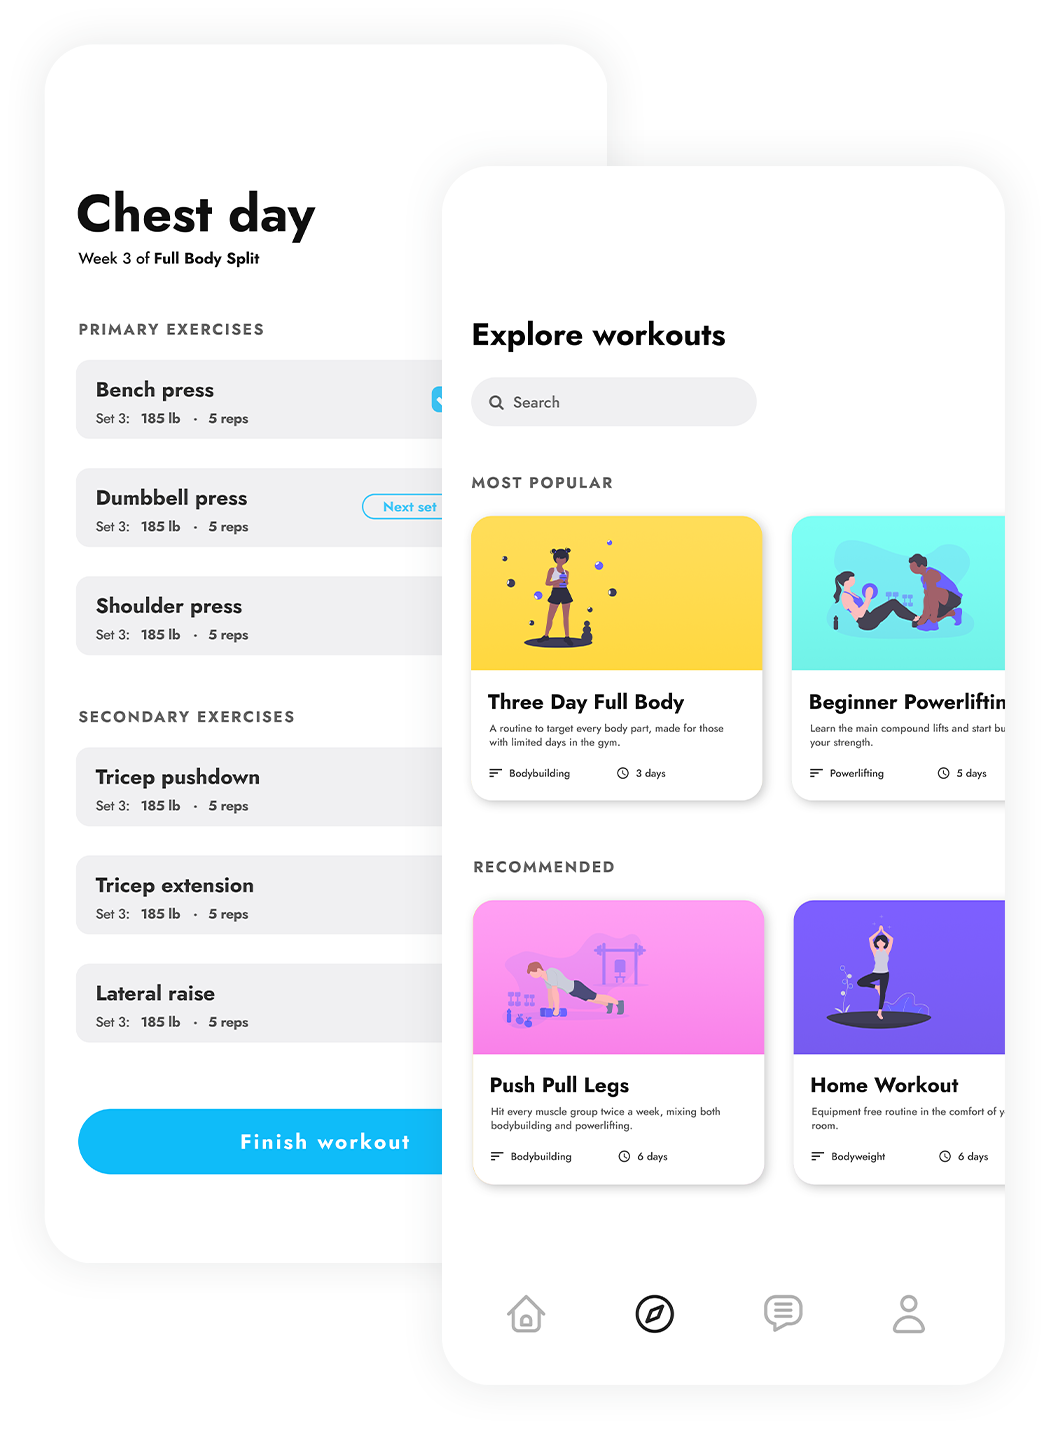 Chest day
Week 3 of Full Body Split
PRIMARY EXERCISES
Bench press
Set 3: 185 lb · 5 reps
Dumbbell press
Set 3: 185 lb · 5 reps
Next set
Shoulder press
Set 3: 185 lb · 5 reps
SECONDARY EXERCISES
Tricep pushdown
Set 3: 185 lb · 5 reps
Tricep extension
Set 3: 185 lb · 5 reps
Lateral raise
Set 3: 185 lb · 5 reps
Finish workout
Explore workouts
Search
MOST POPULAR
Three Day Full Body
A routine to target every body part, made for those
with limited days in the gym.
Bodybuilding 3 days
Beginner Powerliftin
Learn the main compound lifts and start bu
your strength.
Powerlifting 5 days
RECOMMENDED
Push Pull Legs
Hit every muscle group twice a week, mixing both
bodybuilding and powerlifting.
Bodybuilding 6 days
Home Workout
Equipment free routine in the comfort of y
room.
Bodyweight 6 days